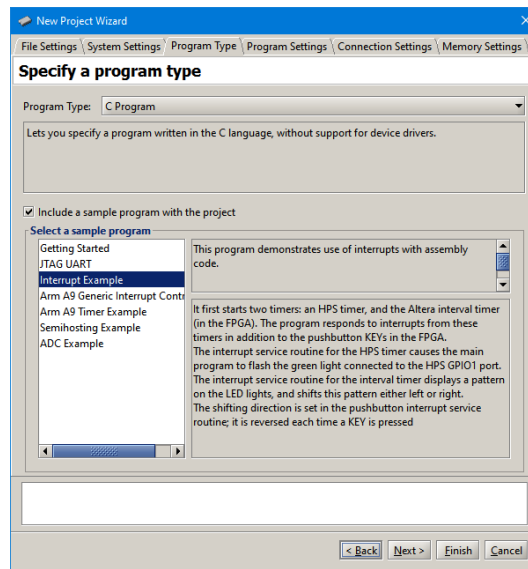 New Project Wizard
File Settings System Settings Program Type Program Settings Connection Settings Memory Settings
Specify a program type
Program Type: C Program
Lets you specify a program written in the C language, without support for device drivers.
Include a sample program with the project
Select a sample program
Getting Started
JTAG UART
Interrupt Example
Arm A9 Generic Interrupt Contr
Arm A9 Timer Example
Semihosting Example
ADC Example
This program demonstrates use of interrupts with assembly
code.
It first starts two timers: an HPS timer, and the Altera interval timer
(in the FPGA). The program responds to interrupts from these
timers in addition to the pushbutton KEYs in the FPGA.
The interrupt service routine for the HPS timer causes the main
program to flash the green light connected to the HPS GPIO1 port.
The interrupt service routine for the interval timer displays a pattern
on the LED lights, and shifts this pattern either left or right.
The shifting direction is set in the pushbutton interrupt service
routine; it is reversed each time a KEY is pressed
< Back Next > Finish Cancel